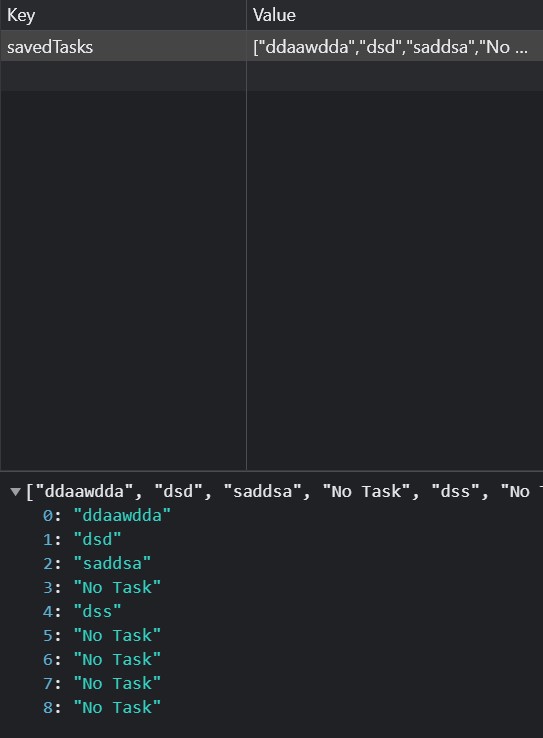 Key Value
savedTasks ["ddaawdda","dsd","saddsa","No ...
["ddaawdda", "dsd", "saddsa", "No Task", "dss", "No
0: "ddaawdda"
1: "dsd"
2: "saddsa"
3: "No Task"
4: "dss"
5: "No Task"
6: "No Task"
7: "No Task"
8: "No Task"